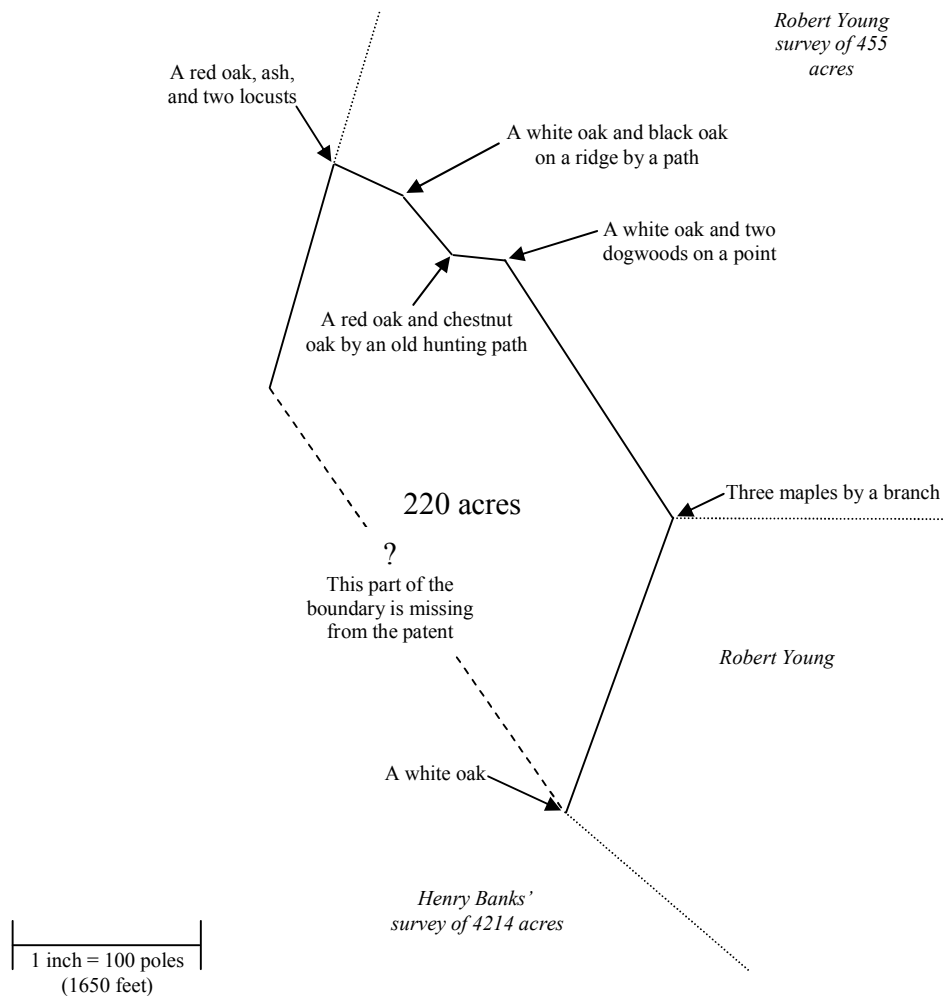 Robert Young
survey of 455
acres
A red oak, ash,
and two locusts
A white oak and black oak
on a ridge by a path
A white oak and two
dogwoods on a point
A red oak and chestnut
oak by an old hunting path
Three maples by a branch
220 acres
?
This part of the
boundary is missing
from the patent
Robert Young
A white oak
Henry Banks’
survey of 4214 acres
1 inch = 100 poles
(1650 feet)